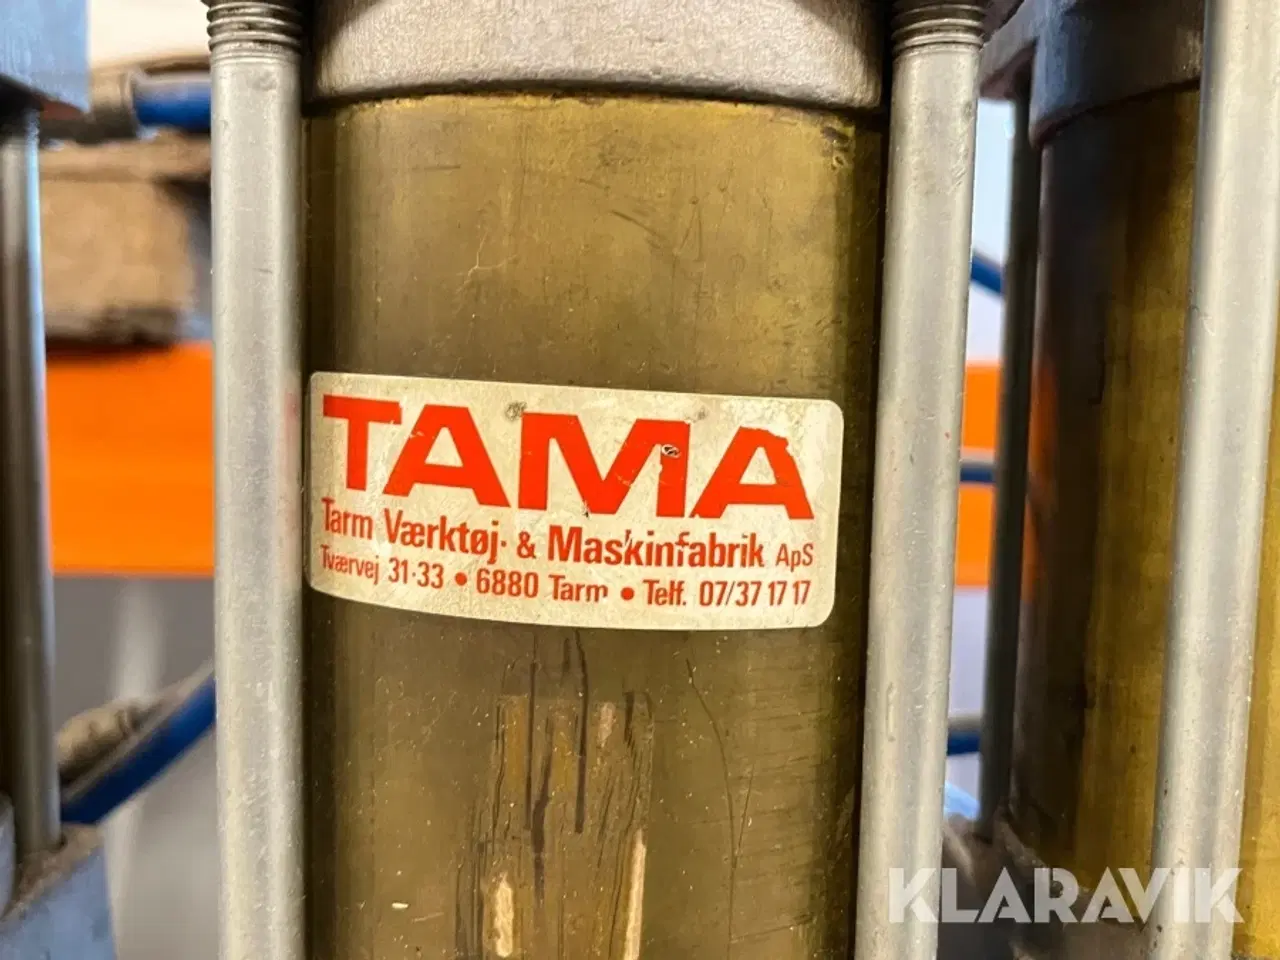 TAMA
Tarm Værktøj- & Maskinfabrik ApS
Tværvej 31-33 • 6880 Tarm • Telf. 07/37 17 17
KLARAVIK